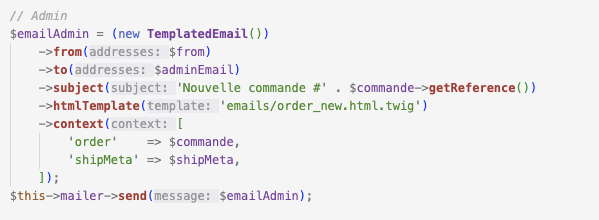 // Admin
$emailAdmin = (new TemplatedEmail())
->from( addresses: $from)
->to( addresses: $adminEmail)
->subject( subject: 'Nouvelle commande #' . $commande->getReference())
->htmlTemplate( template: 'emails/order_new.html.twig')
->context( context: [
'order' => $commande,
'shipMeta' => $shipMeta,
]);
$this->mailer->send( message: $emailAdmin);